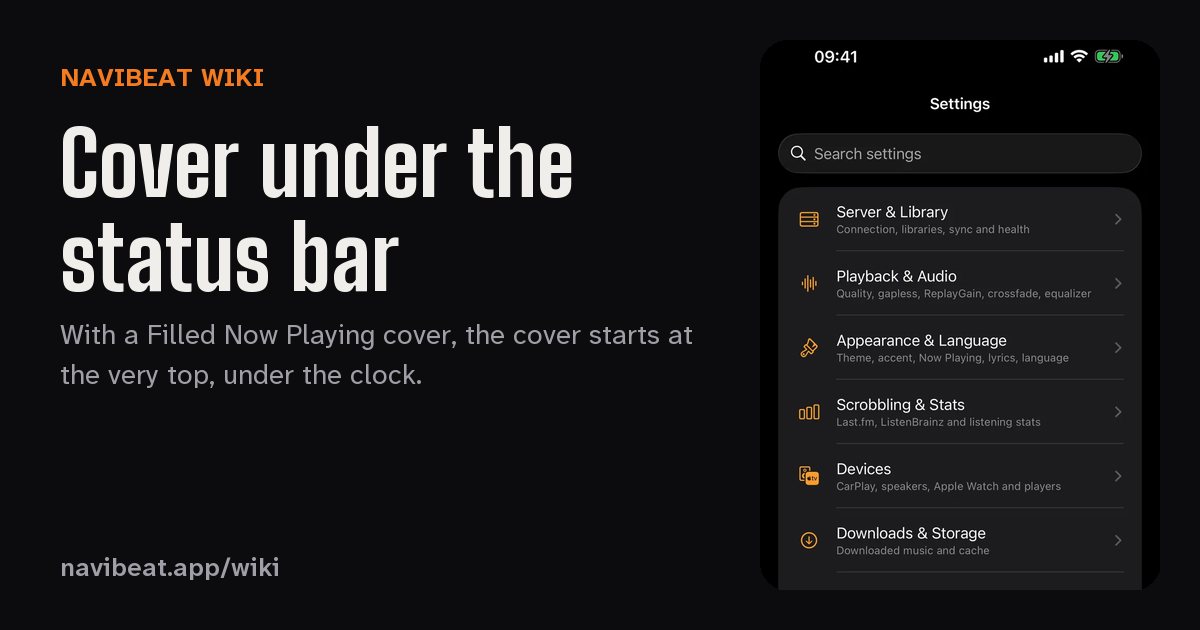 NAVIBEAT WIKI
Cover under the
status bar
With a Filled Now Playing cover, the cover starts at
the very top, under the clock.
navibeat.app/wiki
09:41
Settings
Search settings
Server & Library
Connection, libraries, sync and health
Playback & Audio
Quality, gapless, ReplayGain, crossfade, equalizer
Appearance & Language
Theme, accent, Now Playing, lyrics, language
Scrobbling & Stats
Last.fm, ListenBrainz and listening stats
Devices
CarPlay, speakers, Apple Watch and players
Downloads & Storage
Downloaded music and cache